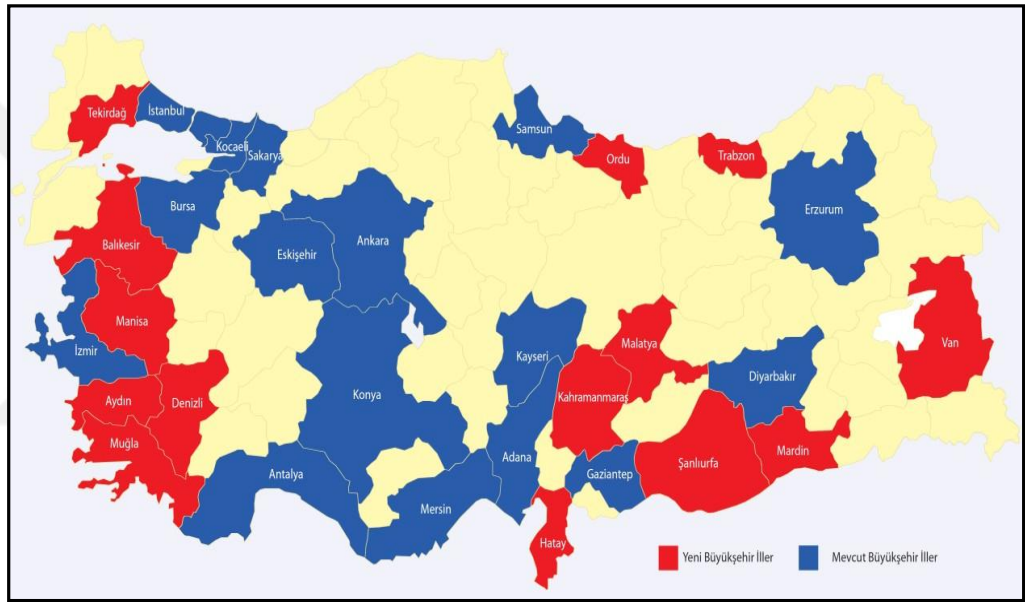 Tekirdağ
İstanbul
Kocaeli
Sakarya
Samsun
Ordu
Trabzon
Erzurum
Bursa
Balıkesir
Eskişehir
Ankara
Manisa
Van
İzmir
Kayseri
Malatya
Diyarbakır
Aydın
Denizli
Konya
Kahramanmaraş
Muğla
Mardin
Şanlıurfa
Adana
Gaziantep
Antalya
Mersin
Hatay
Yeni Büyükşehir İller
Mevcut Büyükşehir İller